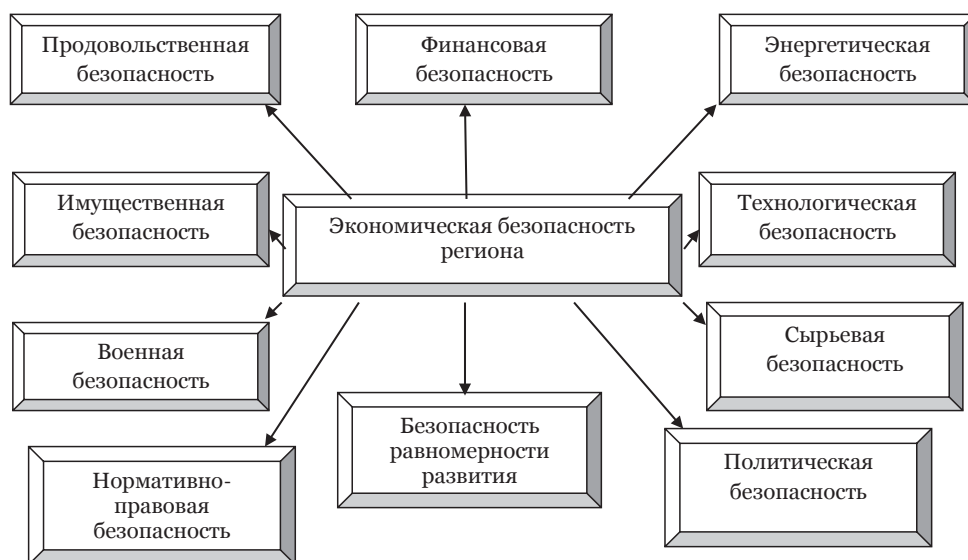 Продовольственная
безопасность
Финансовая
безопасность
Энергетическая
безопасность
Имущественная
безопасность
Экономическая безопасность
региона
Технологическая
безопасность
Военная
безопасность
Сырьевая
безопасность
Нормативно-
правовая
безопасность
Безопасность
равномерности
развития
Политическая
безопасность